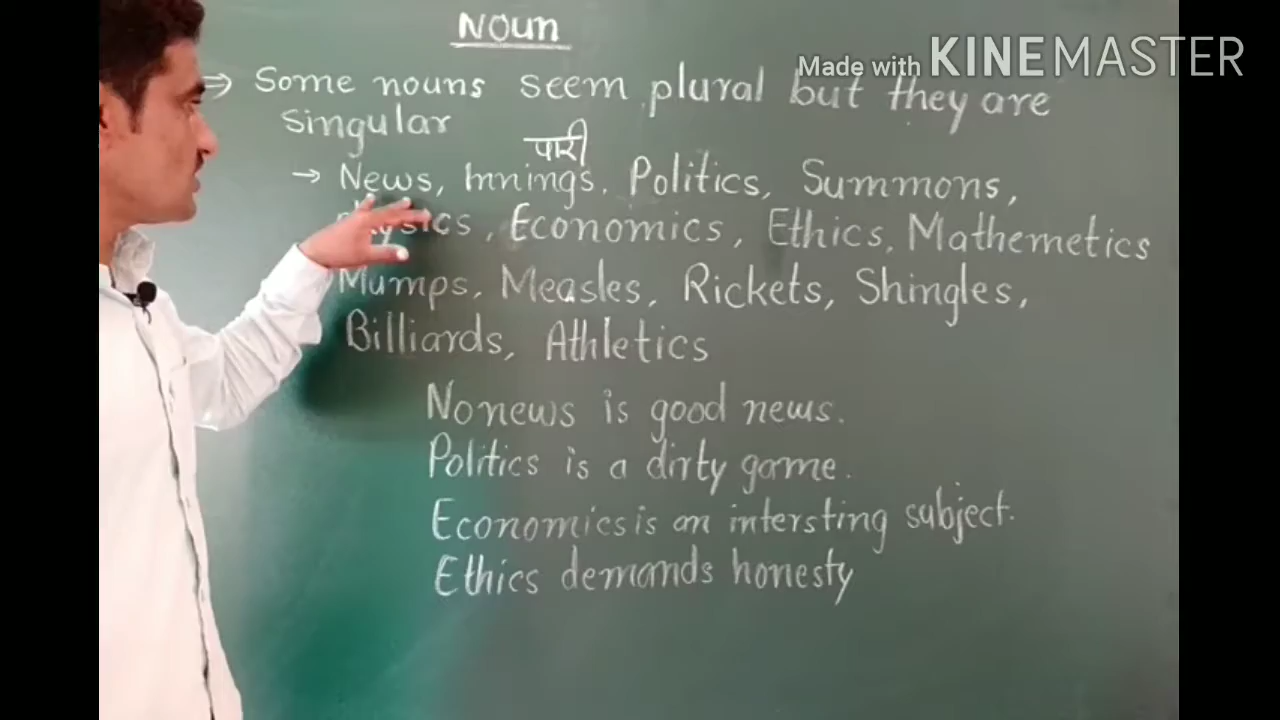 Noun
Made with KINEMASTER
⇒ Some nouns seem plural but they are
singular
पारी
→ News, Innings, Politics, Summons,
Physics, Economics, Ethics, Mathemetics
Mumps, Measles, Rickets, Shingles,
Billiards, Athletics
No news is good news.
Politics is a dirty game.
Economics is an intersting subject.
Ethics demands honesty